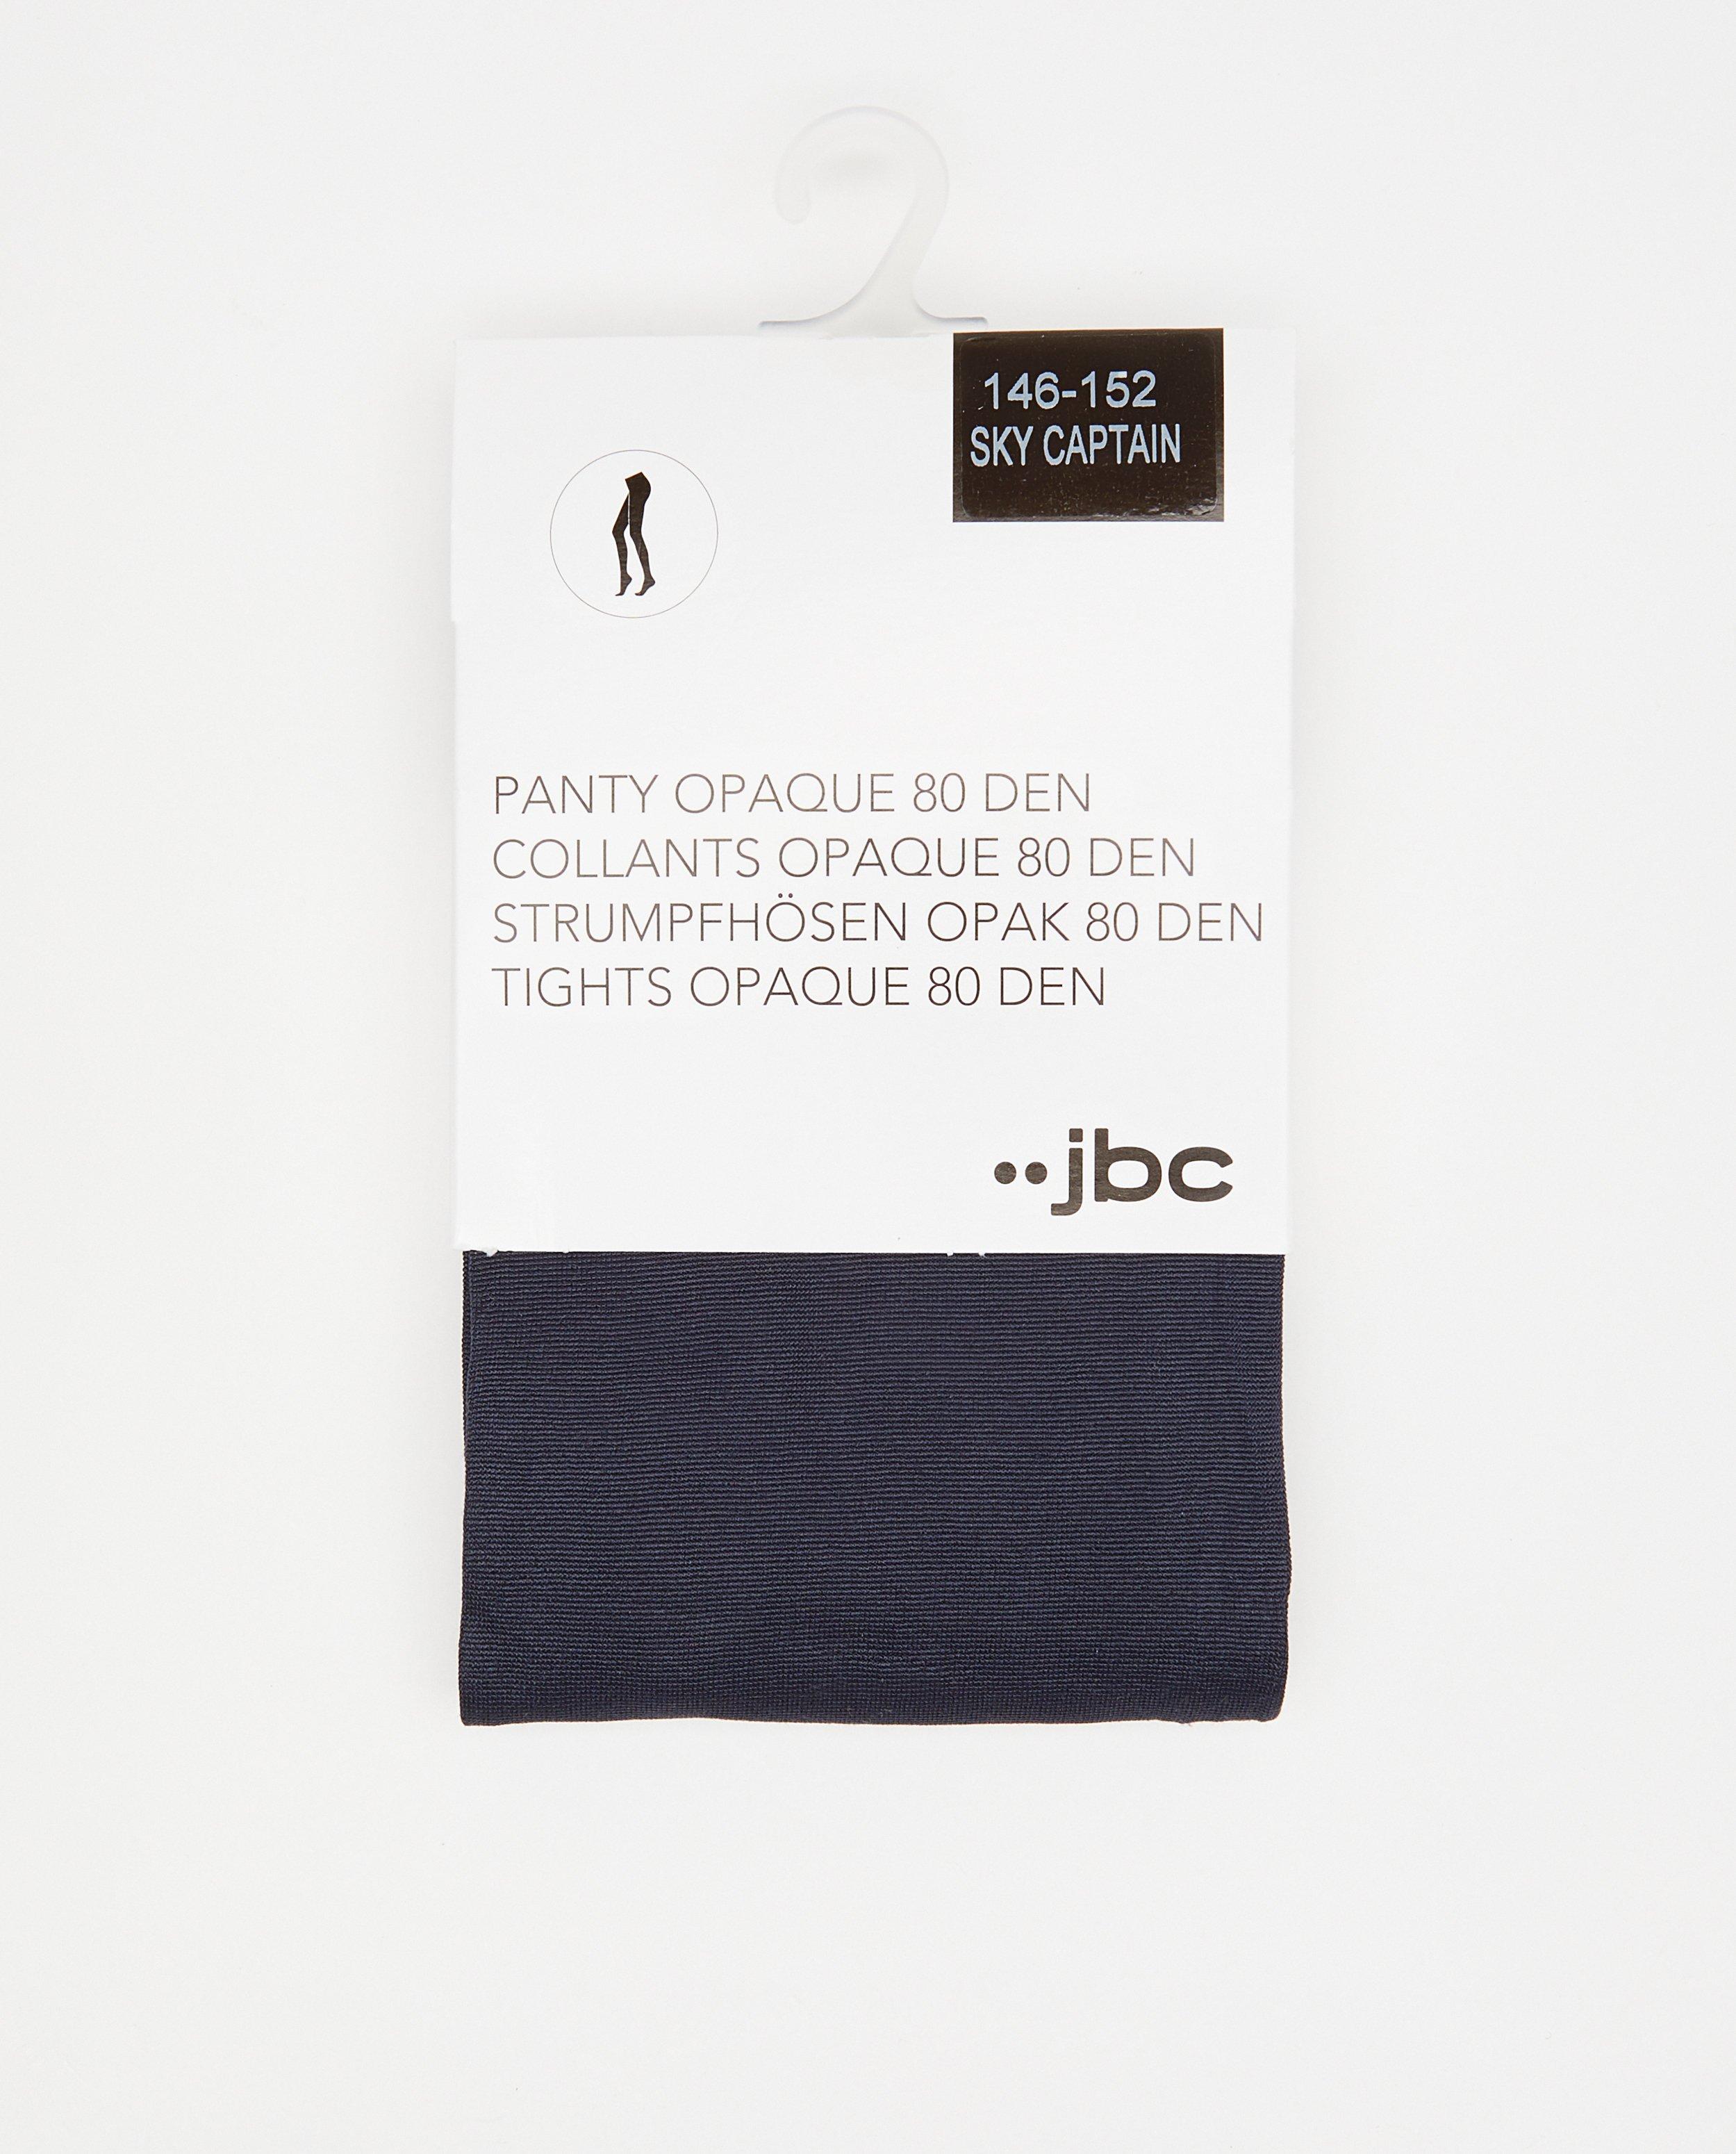 146-152
SKY CAPTAIN
PANTY OPAQUE 80 DEN
COLLANTS OPAQUE 80 DEN
STRUMPFHÖSEN OPAK 80 DEN
TIGHTS OPAQUE 80 DEN
••jbc